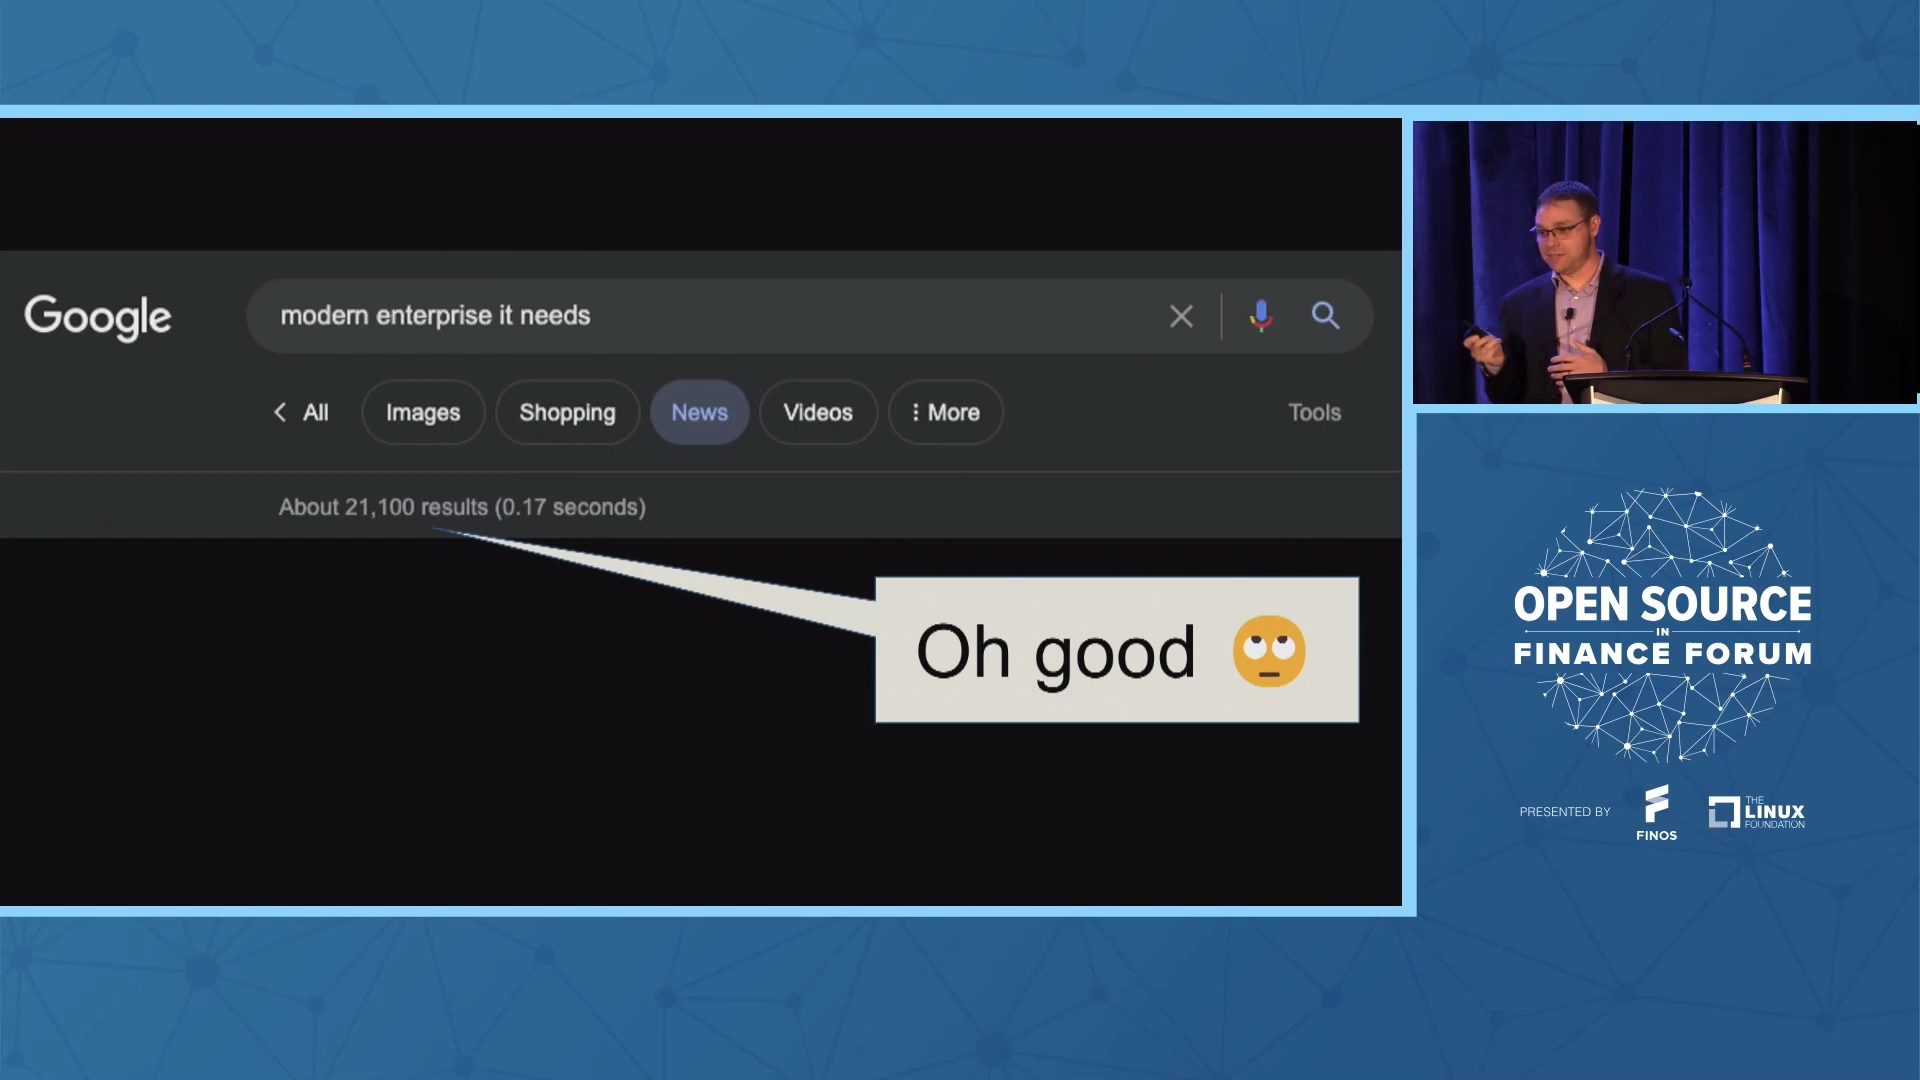 Google
modern enterprise it needs
All
Images
Shopping
News
Videos
More
Tools
About 21,100 results (0.17 seconds)
Oh good 🙄
OPEN SOURCE
IN
FINANCE FORUM
PRESENTED BY
FINOS
THE
LINUX
FOUNDATION